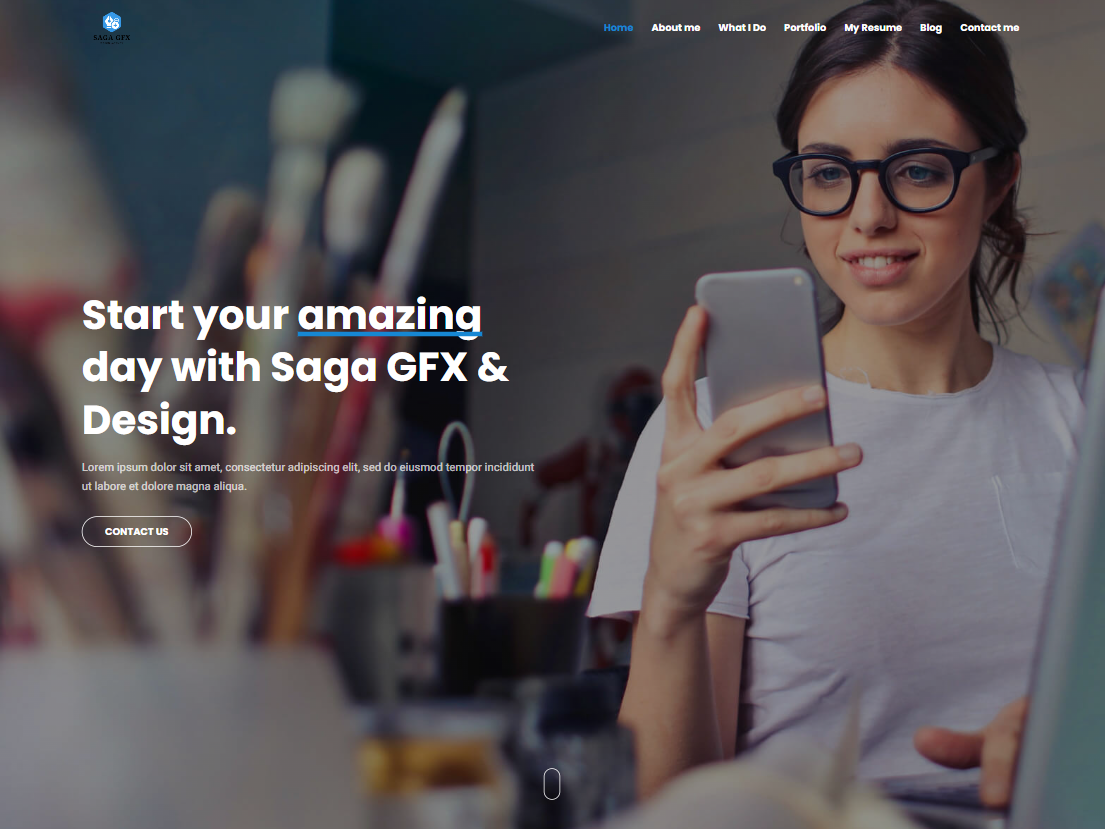 SAGA GFX
Home About me What I Do Portfolio My Resume Blog Contact me
Start your amazing
day with Saga GFX &
Design.
Lorem ipsum dolor sit amet, consectetur adipiscing elit, sed do eiusmod tempor incididunt
ut labore et dolore magna aliqua.
CONTACT US